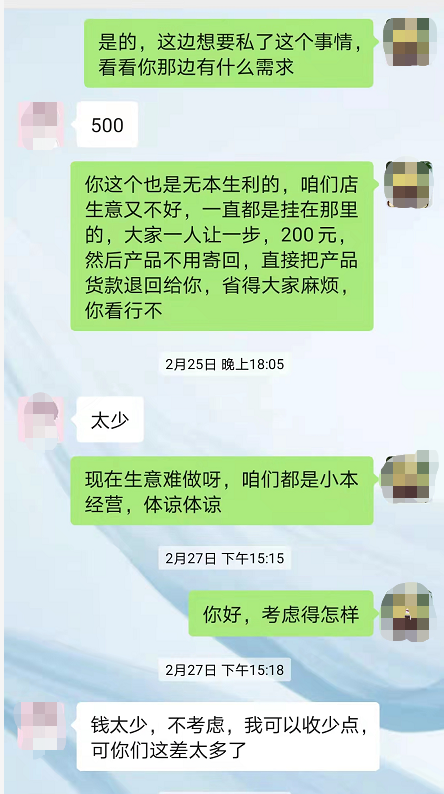 是的，这边想要私了这个事情，
看看你那边有什么需求
500
你这个也是无本生利的，咱们店
生意又不好，一直都是挂在那里
的，大家一人让一步，200 元，
然后产品不用寄回，直接把产品
货款退回给你，省得大家麻烦，
你看行不
2月25日 晚上18:05
太少
现在生意难做呀，咱们都是小本
经营，体谅体谅
2月27日 下午15:15
你好，考虑得怎样
2月27日 下午15:18
钱太少，不考虑，我可以收少点，
可你们这差太多了